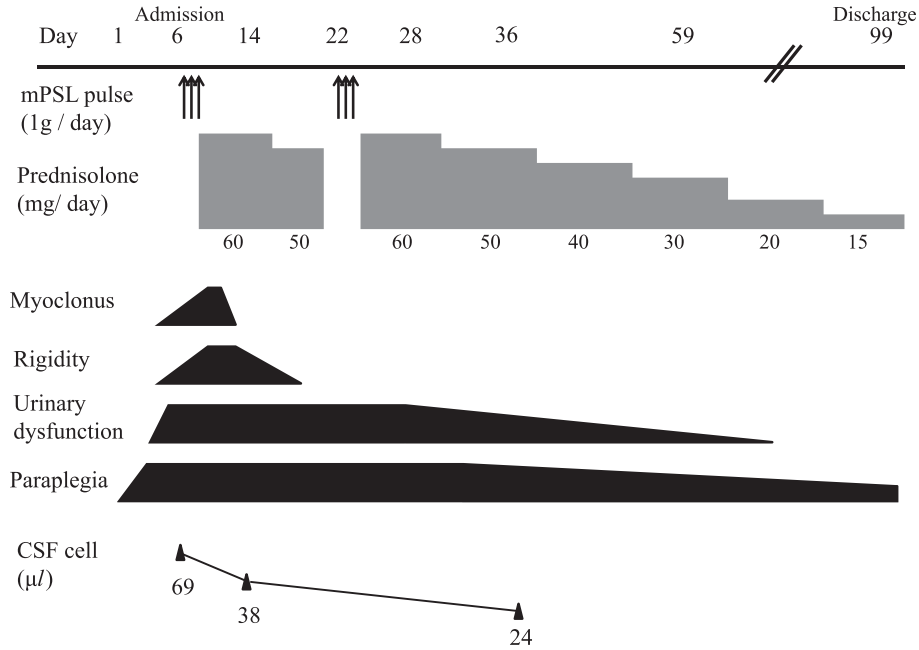 Admission Discharge
Day 1 6 14 22 28 36 59 99
mPSL pulse
(1g / day)
Prednisolone
(mg/ day)
60 50 60 50 40 30 20 15
Myoclonus
Rigidity
Urinary
dysfunction
Paraplegia
CSF cell
(μl)
69
38
24